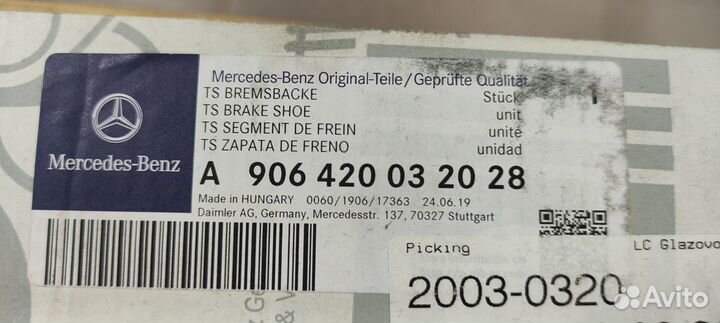 Mercedes-Benz Original-Teile/Geprüfte Qualität
TS BREMSBACKE Stück
TS BRAKE SHOE unit
TS SEGMENT DE FREIN unité
TS ZAPATA DE FRENO unidad
Mercedes-Benz
A 906 420 03 20 28
Made in HUNGARY 0060/1906/17363 24.06.19
Daimler AG, Germany, Mercedesstr. 137, 70327 Stuttgart
Picking LC Glazovo
2003-0320
Avito